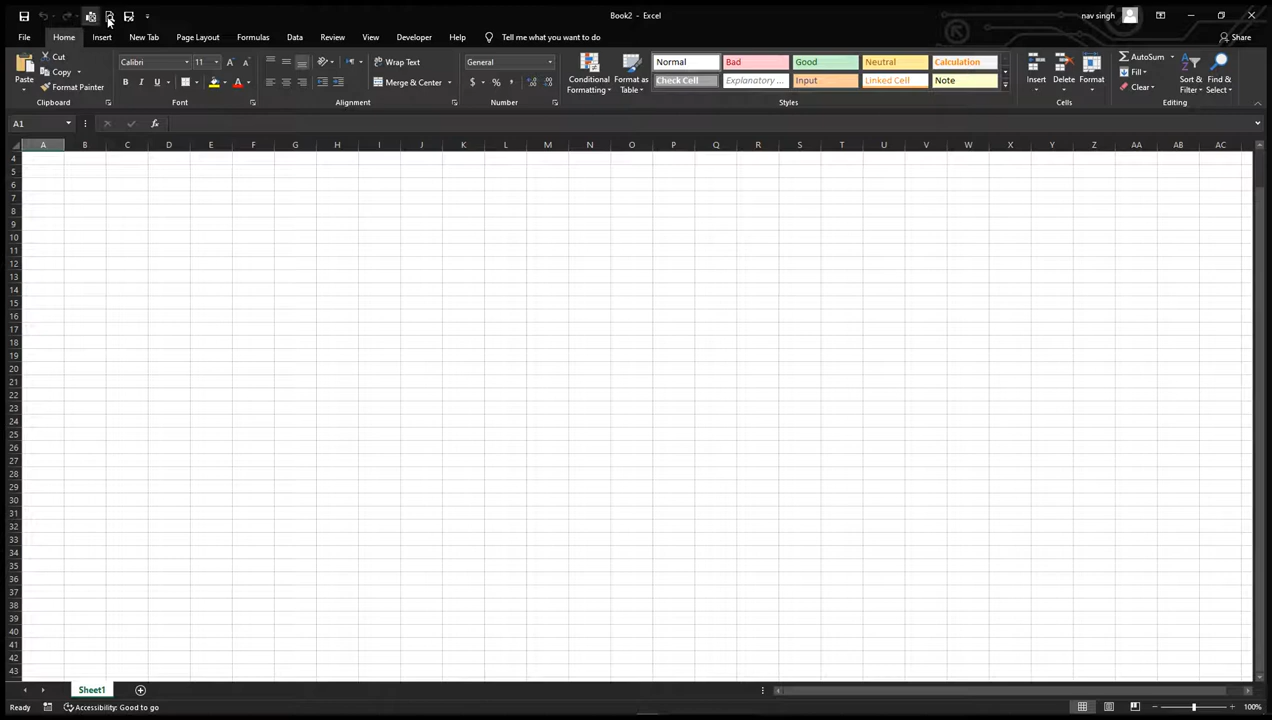 Book2 - Excel
nav singh
File Home Insert New Tab Page Layout Formulas Data Review View Developer Help Tell me what you want to do Share
Paste
Cut
Copy
Format Painter
Clipboard
Calibri 11
B I U
Font
Wrap Text
Merge & Center
Alignment
General
$ % ,
Number
Conditional Formatting
Format as Table
Normal Bad Good Neutral Calculation
Check Cell Explanatory ... Input Linked Cell Note
Styles
Insert Delete Format
Cells
AutoSum
Fill
Clear
Sort & Filter
Find & Select
Editing
A1
fx
A B C D E F G H I J K L M N O P Q R S T U V W X Y Z AA AB AC
4
5
6
7
8
9
10
11
12
13
14
15
16
17
18
19
20
21
22
23
24
25
26
27
28
29
30
31
32
33
34
35
36
37
38
39
40
41
42
43
Sheet1
Ready
Accessibility: Good to go
100%